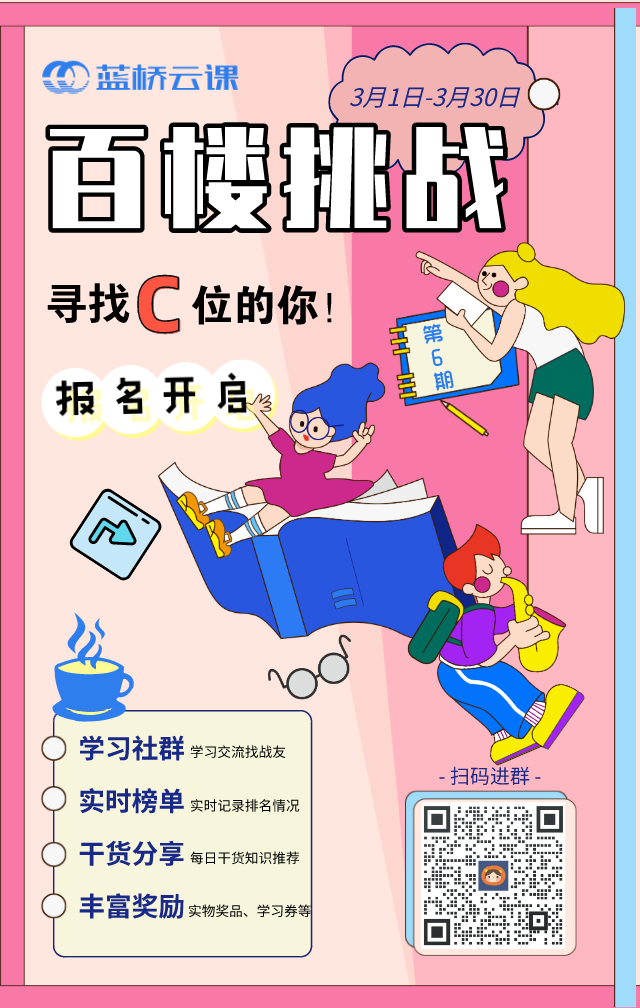 蓝桥云课
3月1日-3月30日
百楼挑战
寻找C位的你!
第6期
报名开启
学习社群 学习交流找战友
实时榜单 实时记录排名情况
干货分享 每日干货知识推荐
丰富奖励 实物奖品、学习券等
- 扫码进群 -